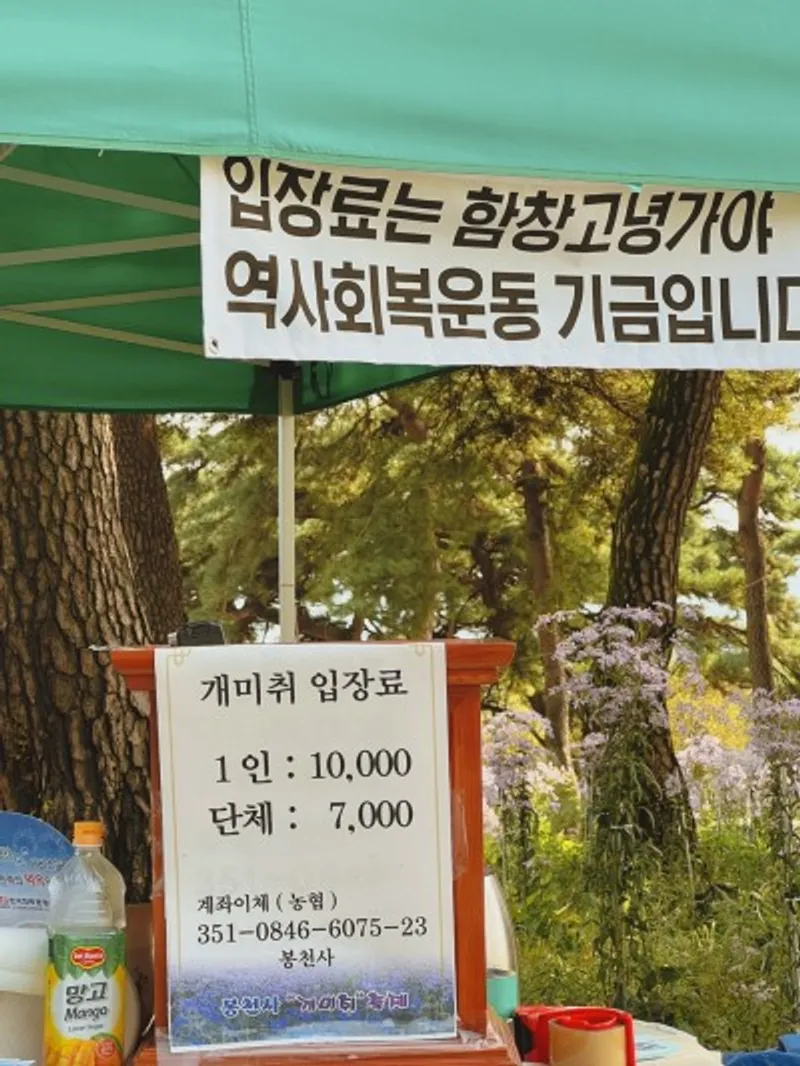 입장료는 함창고녕가야
역사회복운동 기금입니다
개미취 입장료
1인 : 10,000
단체 : 7,000
계좌이체 ( 농협 )
351-0846-6075-23
봉천사
봉천사 "개미취" 축제
Del Monte
망고
Mango